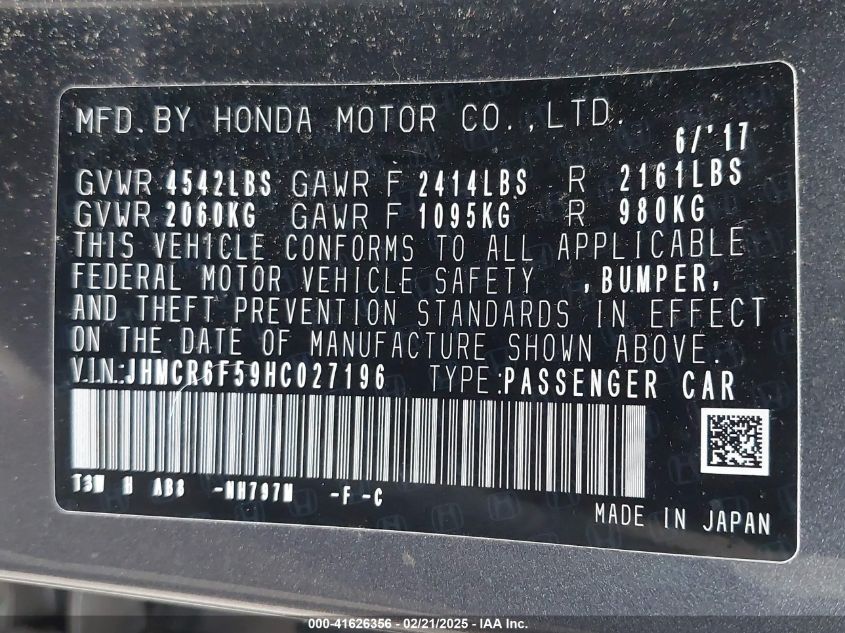 MFD. BY HONDA MOTOR CO., LTD. 6/'17
GVWR 4542LBS GAWR F 2414LBS R 2161LBS
GVWR 2060KG GAWR F 1095KG R 980KG
THIS VEHICLE CONFORMS TO ALL APPLICABLE
FEDERAL MOTOR VEHICLE SAFETY , BUMPER,
AND THEFT PREVENTION STANDARDS IN EFFECT
ON THE DATE OF MANUFACTURE SHOWN ABOVE.
V.I.N.:JHMCR6F59HC027196 TYPE:PASSENGER CAR
T3W H AB8 -NH797M -F -C
MADE IN JAPAN
000-41626356 - 02/21/2025 - IAA Inc.